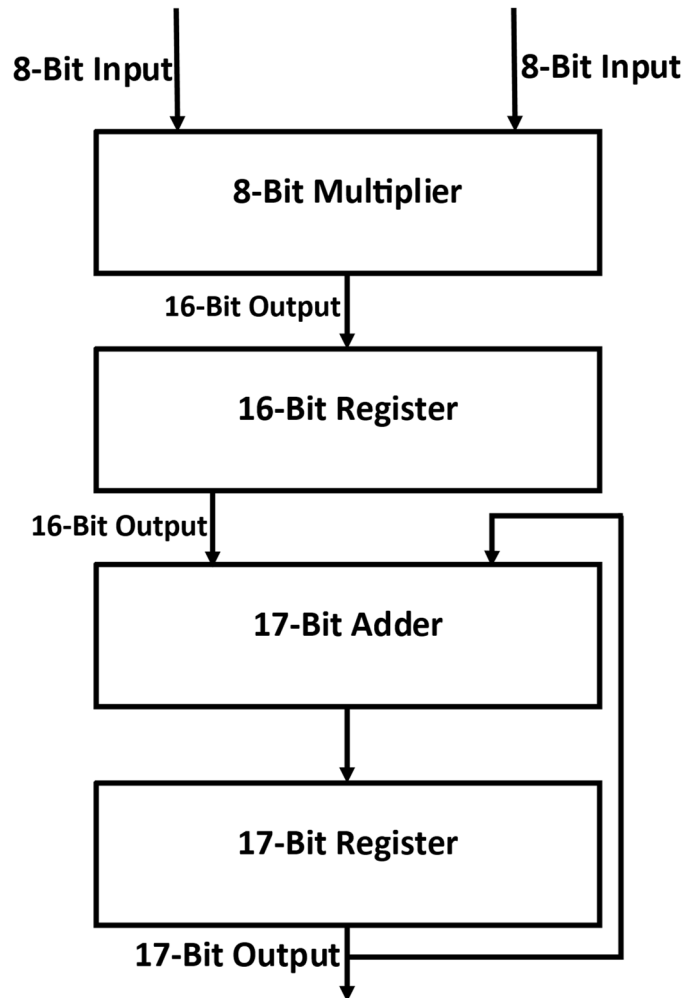 8-Bit Input
8-Bit Input
8-Bit Multiplier
16-Bit Output
16-Bit Register
16-Bit Output
17-Bit Adder
17-Bit Register
17-Bit Output